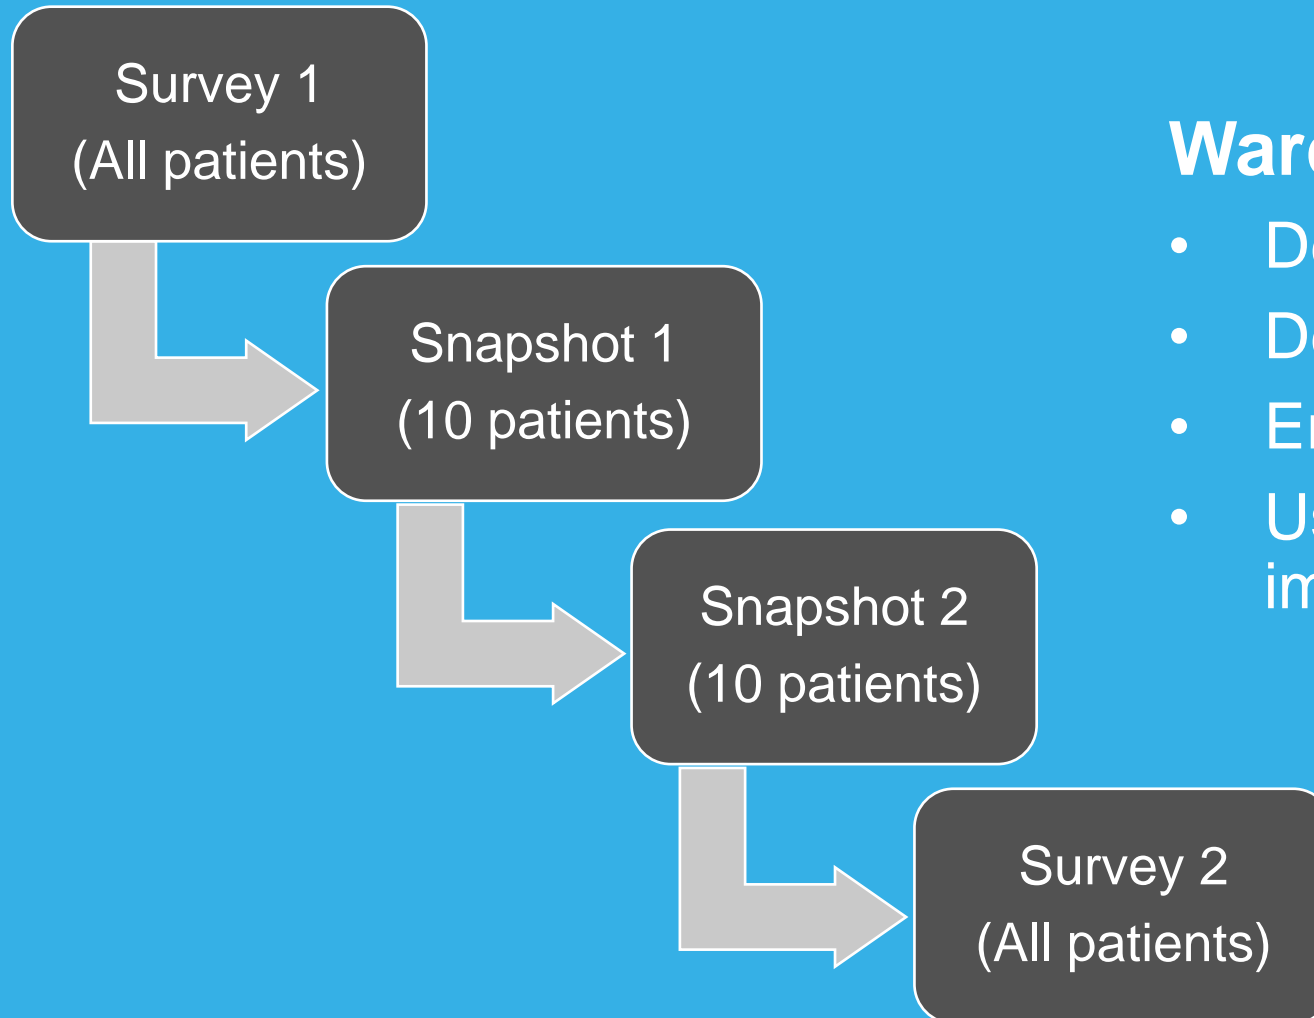 Survey 1
(All patients)
Snapshot 1
(10 patients)
Snapshot 2
(10 patients)
Survey 2
(All patients)